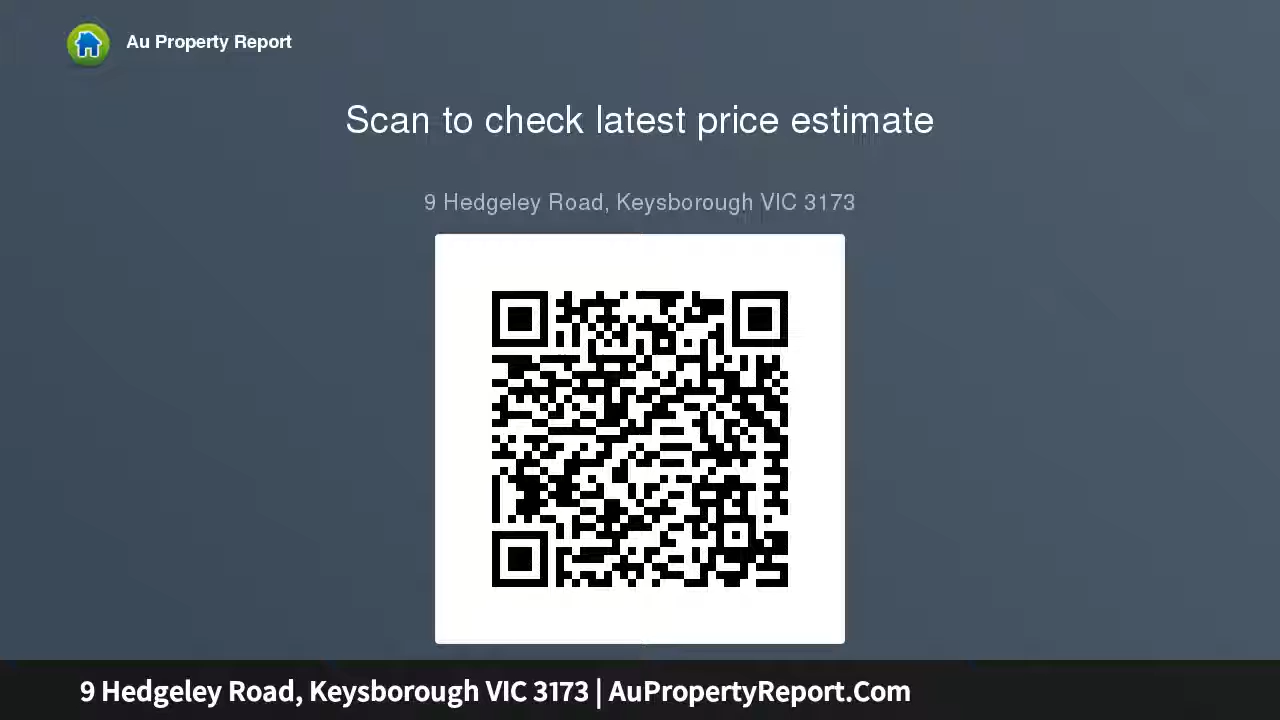 Au Property Report
Scan to check latest price estimate
9 Hedgeley Road, Keysborough VIC 3173
9 Hedgeley Road, Keysborough VIC 3173 | AuPropertyReport.Com